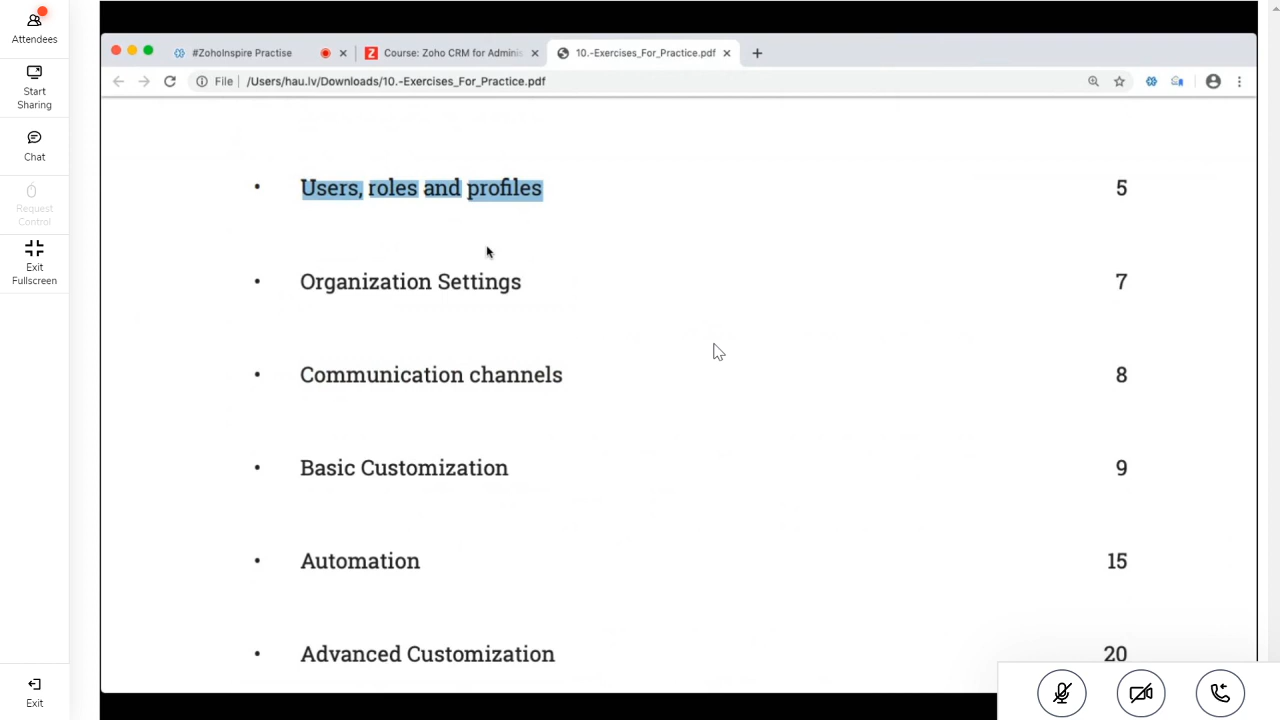 Attendees
Start
Sharing
Chat
Request
Control
Exit
Fullscreen
Exit
#ZohoInspire Practise
Course: Zoho CRM for Adminis
10.-Exercises_For_Practice.pdf
File /Users/hau.lv/Downloads/10.-Exercises_For_Practice.pdf
• Users, roles and profiles 5
• Organization Settings 7
• Communication channels 8
• Basic Customization 9
• Automation 15
• Advanced Customization 20